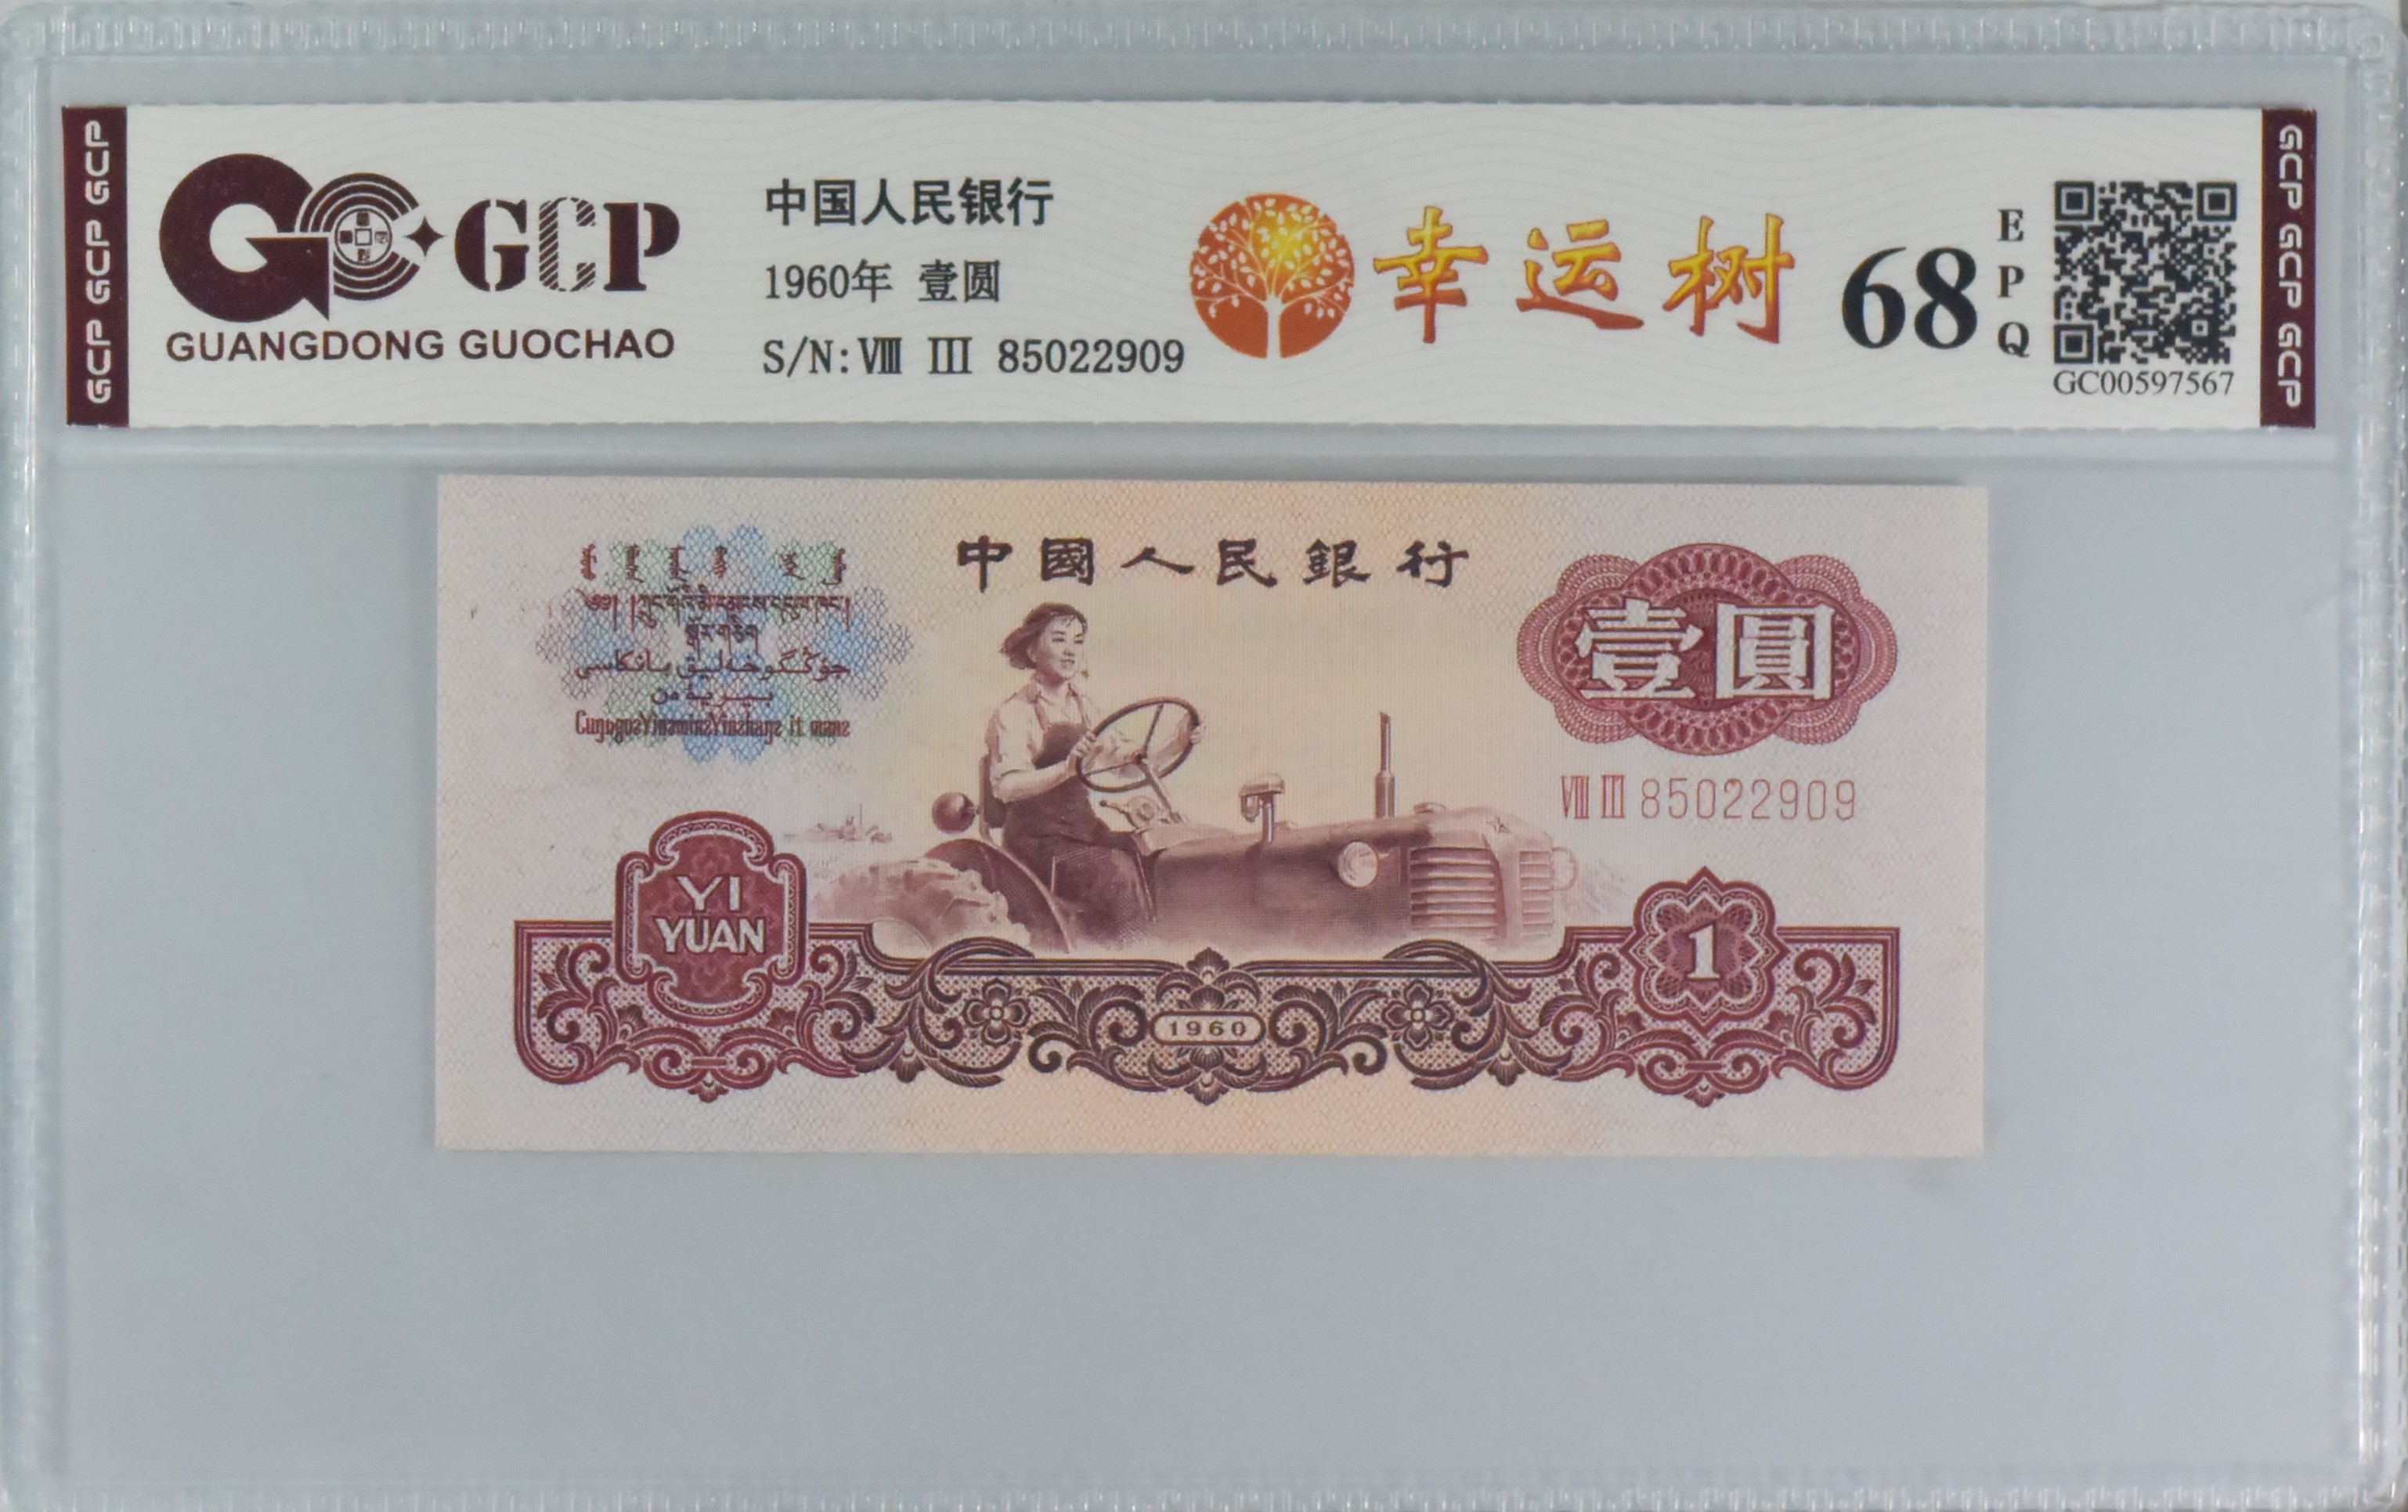 GCP GCP GCP
GCP
GUANGDONG GUOCHAO
中国人民银行
1960年 壹圆
S/N: Ⅷ Ⅲ 85022909
幸运树
68
E
P
Q
GC00597567
GCP GCP GCP
中國人民銀行
壹圓
Ⅷ Ⅲ 85022909
YI
YUAN
1
1960